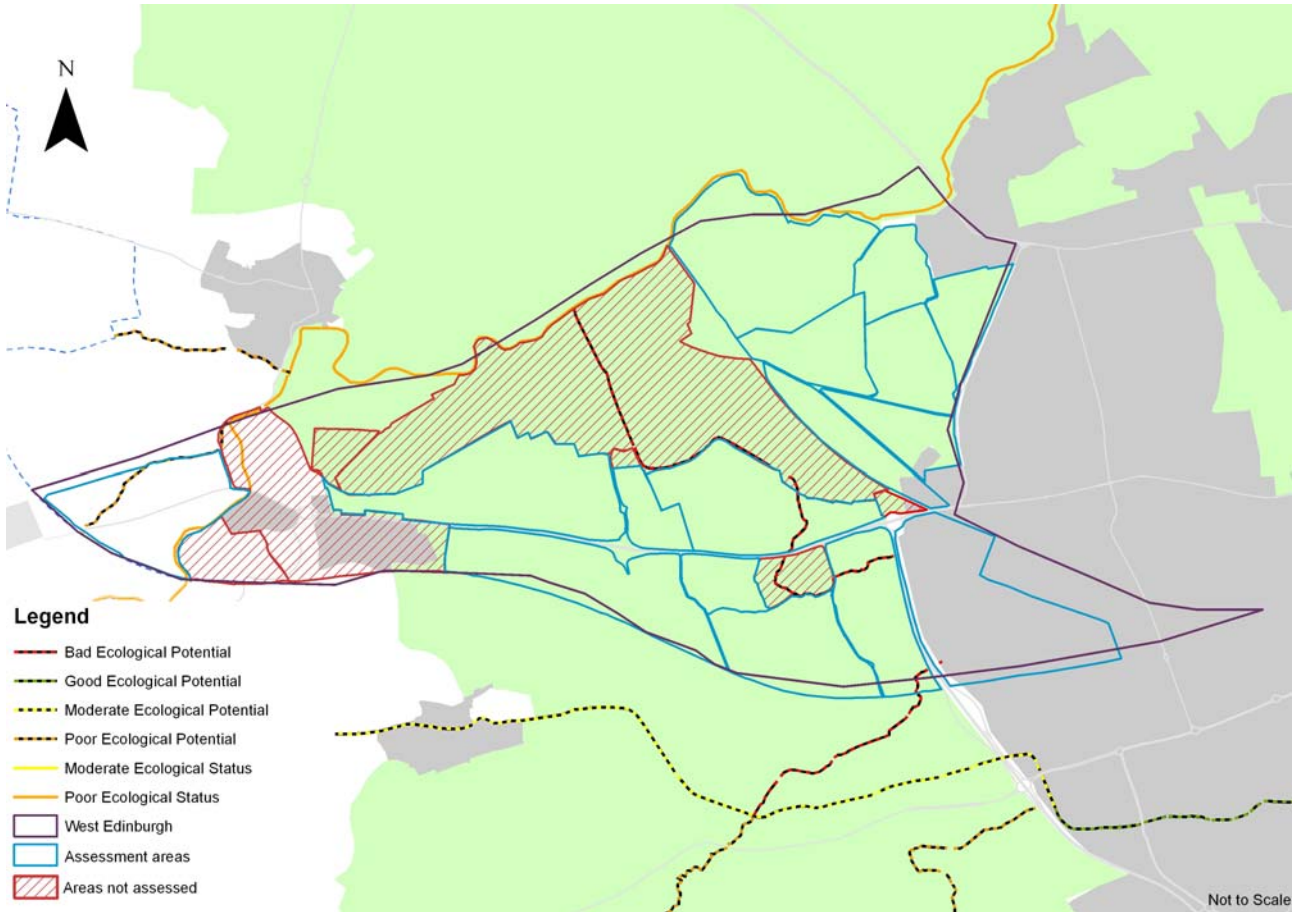 N
Legend
Bad Ecological Potential
Good Ecological Potential
Moderate Ecological Potential
Poor Ecological Potential
Moderate Ecological Status
Poor Ecological Status
West Edinburgh
Assessment areas
Areas not assessed
Not to Scale